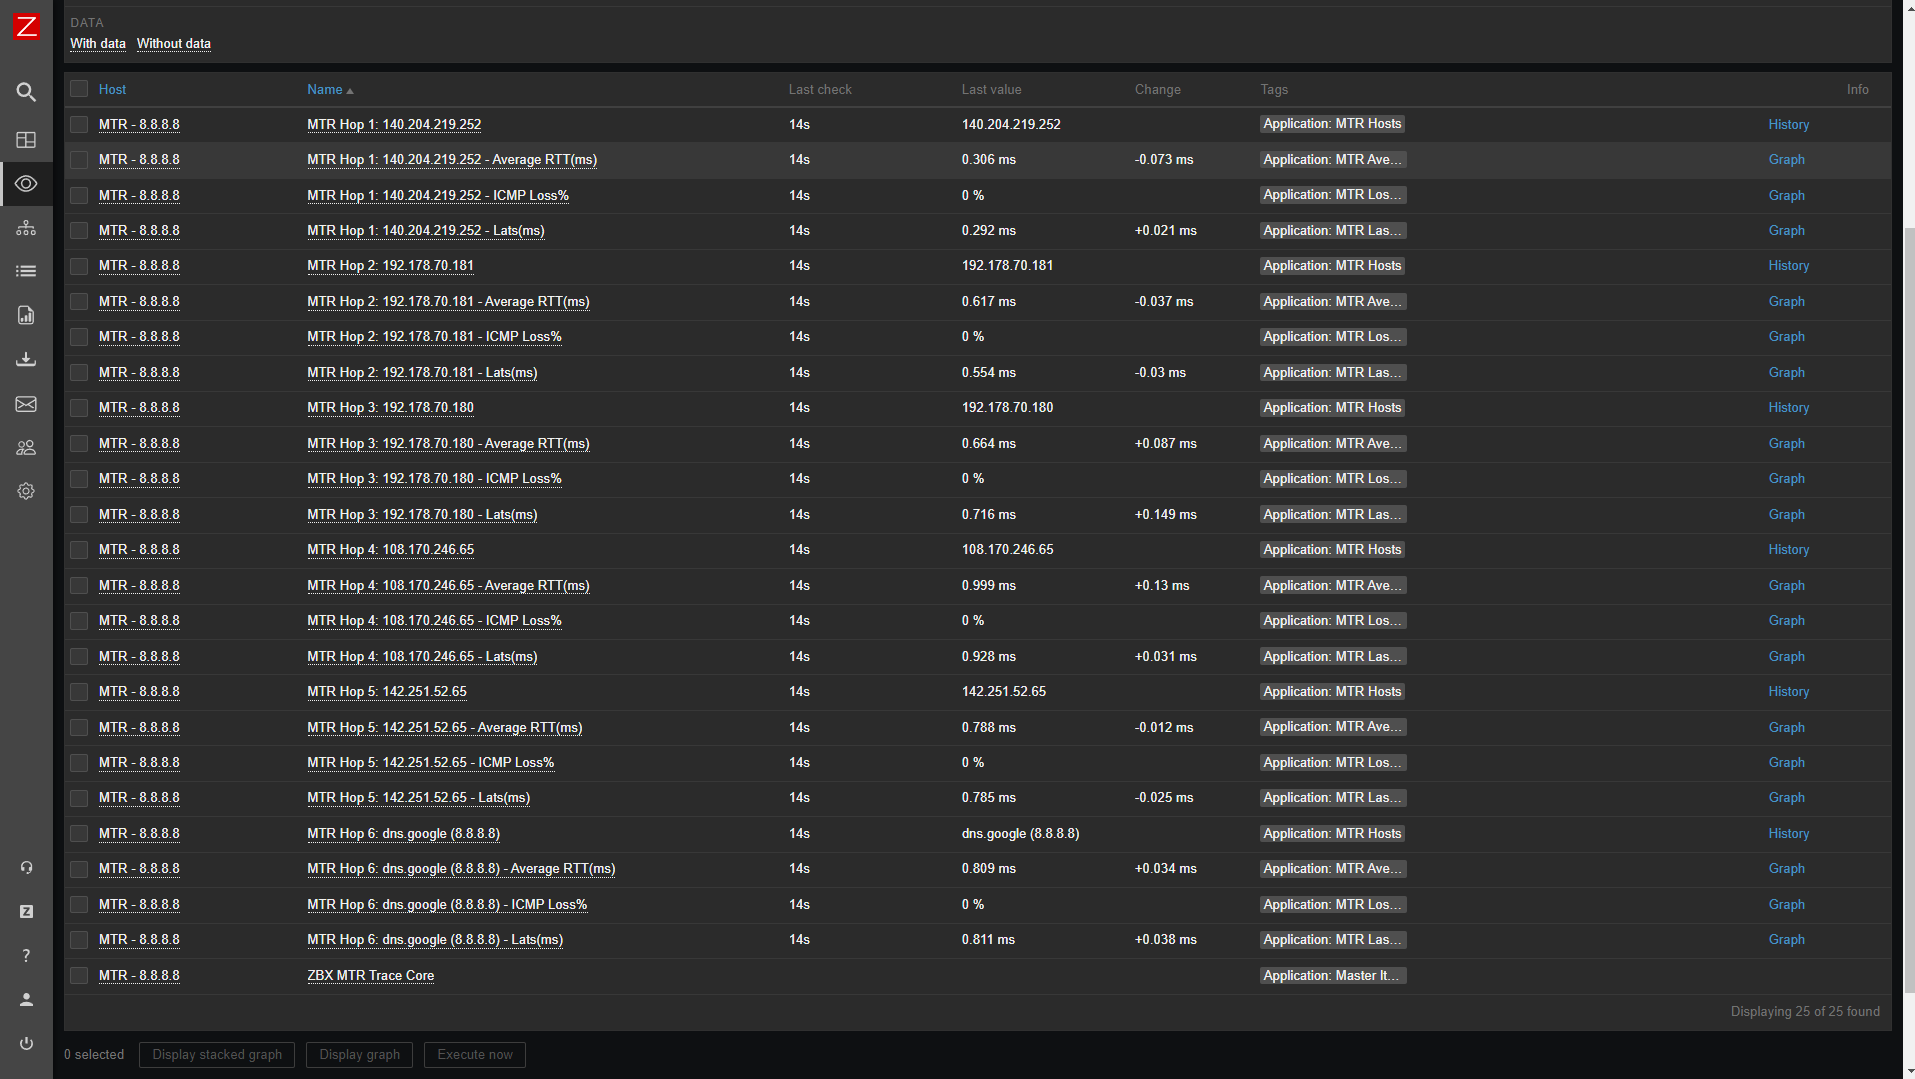 DATA
With data Without data
Host Name Last check Last value Change Tags Info
MTR - 8.8.8.8 MTR Hop 1: 140.204.219.252 14s 140.204.219.252 Application: MTR Hosts History
MTR - 8.8.8.8 MTR Hop 1: 140.204.219.252 - Average RTT(ms) 14s 0.306 ms -0.073 ms Application: MTR Ave... Graph
MTR - 8.8.8.8 MTR Hop 1: 140.204.219.252 - ICMP Loss% 14s 0 % Application: MTR Los... Graph
MTR - 8.8.8.8 MTR Hop 1: 140.204.219.252 - Lats(ms) 14s 0.292 ms +0.021 ms Application: MTR Las... Graph
MTR - 8.8.8.8 MTR Hop 2: 192.178.70.181 14s 192.178.70.181 Application: MTR Hosts History
MTR - 8.8.8.8 MTR Hop 2: 192.178.70.181 - Average RTT(ms) 14s 0.617 ms -0.037 ms Application: MTR Ave... Graph
MTR - 8.8.8.8 MTR Hop 2: 192.178.70.181 - ICMP Loss% 14s 0 % Application: MTR Los... Graph
MTR - 8.8.8.8 MTR Hop 2: 192.178.70.181 - Lats(ms) 14s 0.554 ms -0.03 ms Application: MTR Las... Graph
MTR - 8.8.8.8 MTR Hop 3: 192.178.70.180 14s 192.178.70.180 Application: MTR Hosts History
MTR - 8.8.8.8 MTR Hop 3: 192.178.70.180 - Average RTT(ms) 14s 0.664 ms +0.087 ms Application: MTR Ave... Graph
MTR - 8.8.8.8 MTR Hop 3: 192.178.70.180 - ICMP Loss% 14s 0 % Application: MTR Los... Graph
MTR - 8.8.8.8 MTR Hop 3: 192.178.70.180 - Lats(ms) 14s 0.716 ms +0.149 ms Application: MTR Las... Graph
MTR - 8.8.8.8 MTR Hop 4: 108.170.246.65 14s 108.170.246.65 Application: MTR Hosts History
MTR - 8.8.8.8 MTR Hop 4: 108.170.246.65 - Average RTT(ms) 14s 0.999 ms +0.13 ms Application: MTR Ave... Graph
MTR - 8.8.8.8 MTR Hop 4: 108.170.246.65 - ICMP Loss% 14s 0 % Application: MTR Los... Graph
MTR - 8.8.8.8 MTR Hop 4: 108.170.246.65 - Lats(ms) 14s 0.928 ms +0.031 ms Application: MTR Las... Graph
MTR - 8.8.8.8 MTR Hop 5: 142.251.52.65 14s 142.251.52.65 Application: MTR Hosts History
MTR - 8.8.8.8 MTR Hop 5: 142.251.52.65 - Average RTT(ms) 14s 0.788 ms -0.012 ms Application: MTR Ave... Graph
MTR - 8.8.8.8 MTR Hop 5: 142.251.52.65 - ICMP Loss% 14s 0 % Application: MTR Los... Graph
MTR - 8.8.8.8 MTR Hop 5: 142.251.52.65 - Lats(ms) 14s 0.785 ms -0.025 ms Application: MTR Las... Graph
MTR - 8.8.8.8 MTR Hop 6: dns.google (8.8.8.8) 14s dns.google (8.8.8.8) Application: MTR Hosts History
MTR - 8.8.8.8 MTR Hop 6: dns.google (8.8.8.8) - Average RTT(ms) 14s 0.809 ms +0.034 ms Application: MTR Ave... Graph
MTR - 8.8.8.8 MTR Hop 6: dns.google (8.8.8.8) - ICMP Loss% 14s 0 % Application: MTR Los... Graph
MTR - 8.8.8.8 MTR Hop 6: dns.google (8.8.8.8) - Lats(ms) 14s 0.811 ms +0.038 ms Application: MTR Las... Graph
MTR - 8.8.8.8 ZBX MTR Trace Core Application: Master It...
Displaying 25 of 25 found
0 selected Display stacked graph Display graph Execute now
Z
Z
?